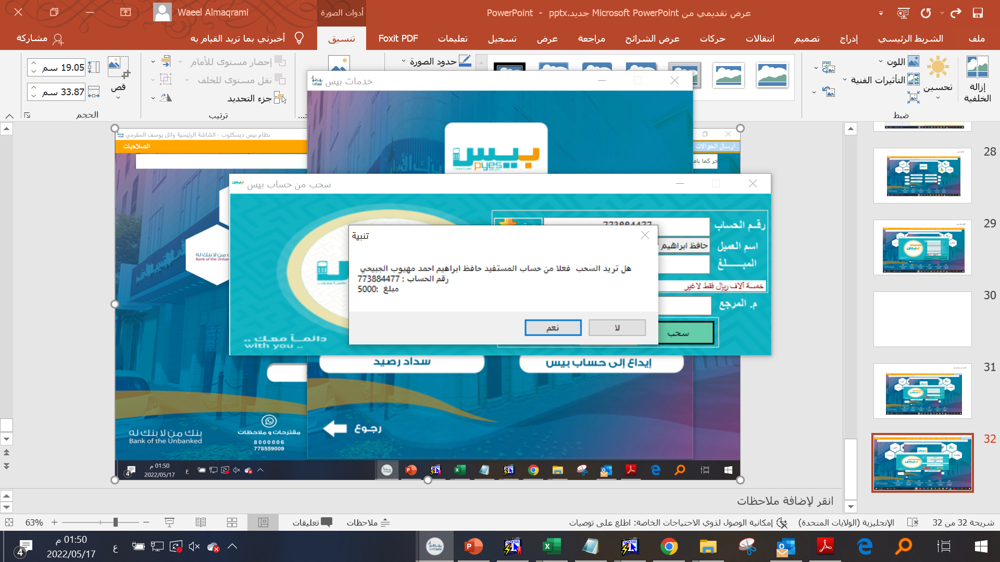 Waeel Almaqrami
أدوات الصورة
عرض تقديمي من Microsoft PowerPoint جديد.pptx - PowerPoint
ملف
الشريط الرئيسي
إدراج
تصميم
انتقالات
حركات
عرض الشرائح
مراجعة
عرض
تسجيل
تعليمات
Foxit PDF
تنسيق
أخبرني بما تريد القيام به
مشاركة
إزالة الخلفية
تحسين
اللون
التأثيرات الفنية
ضبط
حدود الصورة
إحضار مستوى للأمام
نقل مستوى للخلف
جزء التحديد
ترتيب
قص
19.05 سم
33.87 سم
الحجم
خدمات بيس
نظام بيس ديسكتوب - الشاشة الرئيسية وائل يوسف المقرمي
الصلاحيات
ارسال الحوالات
بيس
pyes
سحب من حساب بيس
رقم الحساب
773884477
اسم العميل
حافظ ابراهيم
المبلغ
خمسة آلاف ريال فقط لاغير
م. المرجع
سحب
تنبية
هل تريد السحب فعلا من حساب المستفيد حافظ ابراهيم احمد مهيوب الجبيحي
رقم الحساب : 773884477
مبلغ :5000
نعم
لا
دائماً معك ..
with you ..
سداد رصيد
إيداع إلى حساب بيس
رجوع
بنك من لا بنك له
Bank of the Unbanked
مقترحات و ملاحظات
8000006
778559009
01:50 م
2022/05/17
4
ع
28
29
30
31
32
انقر لإضافة ملاحظات
شريحة 32 من 32
الإنجليزية (الولايات المتحدة)
إمكانية الوصول لذوي الاحتياجات الخاصة: اطلع على توصيات
ملاحظات
تعليقات
63%
01:50 م
2022/05/17
4
ع